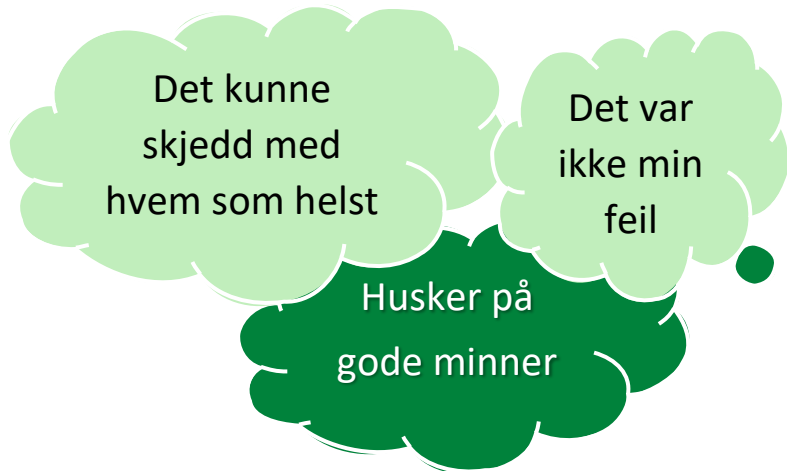 Det kunne
skjedd med
hvem som helst
Det var
ikke min
feil
Husker på
gode minner